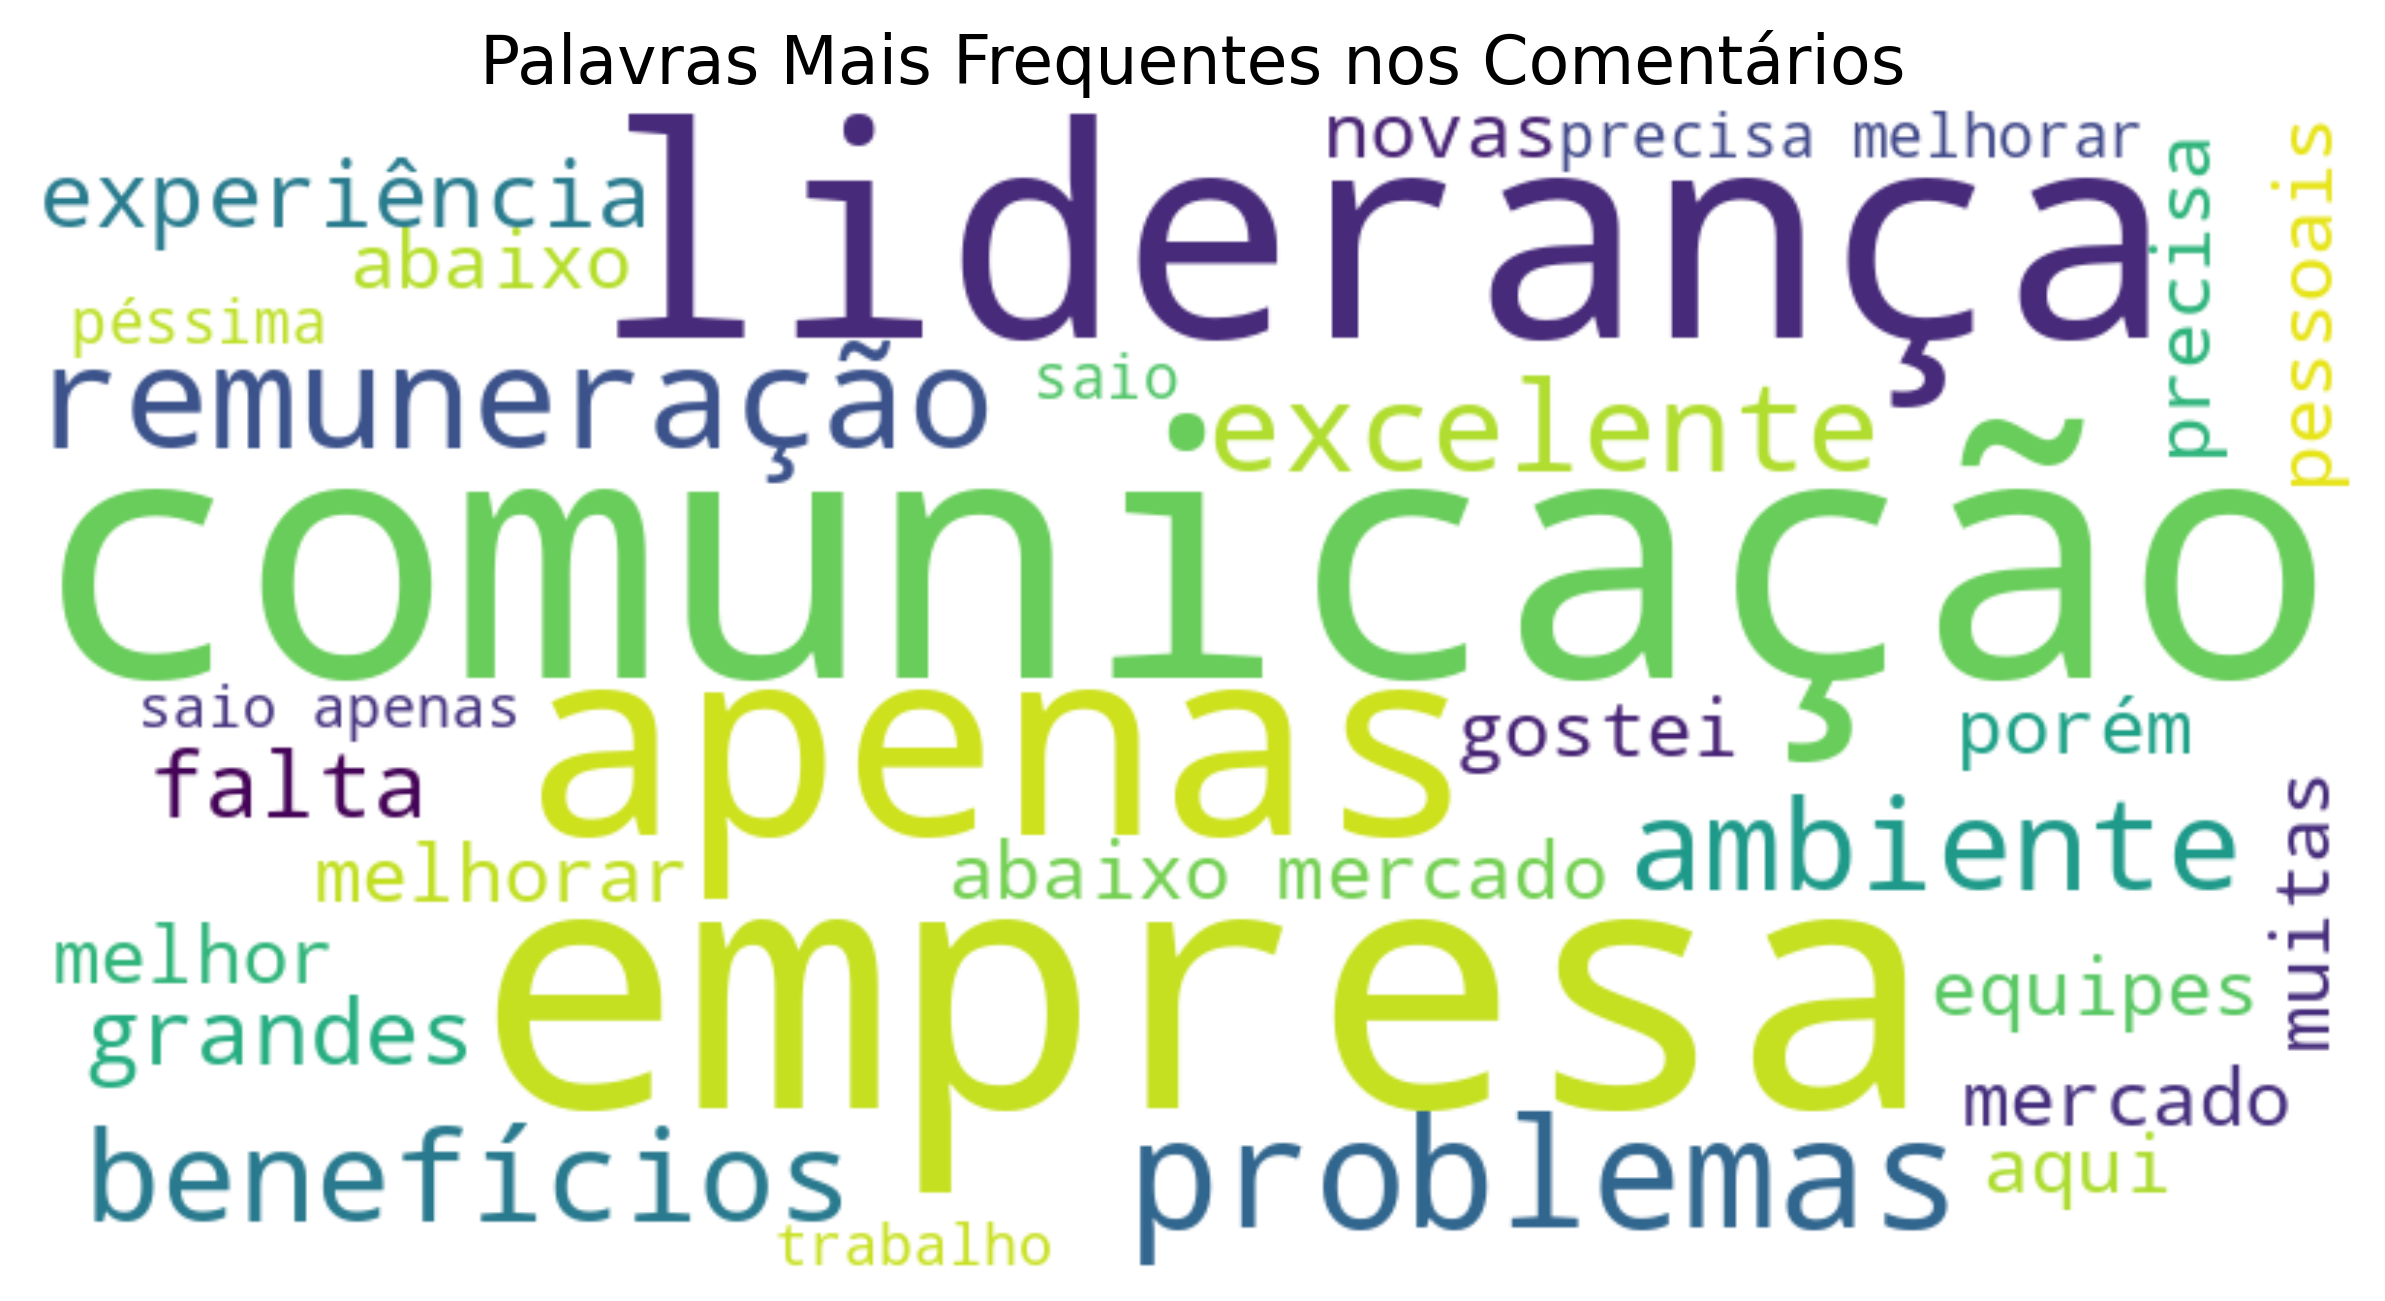 Palavras Mais Frequentes nos Comentários
liderança
novas
precisa melhorar
precisa
pessoais
experiência
abaixo
péssima
remuneração
saio
excelente
comunicação
saio apenas
apenas
gostei
porém
falta
melhorar
abaixo mercado
ambiente
muitas
melhor
empresa
equipes
grandes
mercado
benefícios
problemas
aqui
trabalho